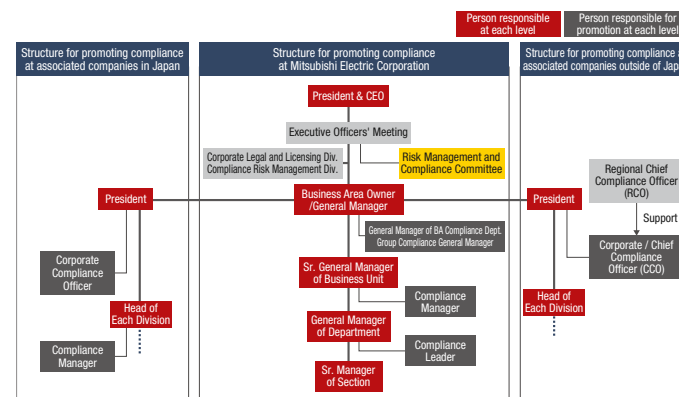 Person responsible
at each level
Person responsible for
promotion at each level
Structure for promoting compliance
at associated companies in Japan
Structure for promoting compliance
at Mitsubishi Electric Corporation
Structure for promoting compliance
associated companies outside of
President & CEO
Executive Officers' Meeting
Corporate Legal and Licensing Div.
Compliance Risk Management Div.
Risk Management and
Compliance Committee
Regional Chief
Compliance Officer
(RCO)
President
Business Area Owner
/General Manager
President
Support
General Manager of BA Compliance Dept.
Group Compliance General Manager
Corporate
Compliance
Officer
Corporate / Chief
Compliance
Officer (CCO)
Sr. General Manager
of Business Unit
Compliance
Manager
Head of
Each Division
Head of
Each Division
General Manager
of Department
Compliance
Manager
Compliance
Leader
Sr. Manager
of Section